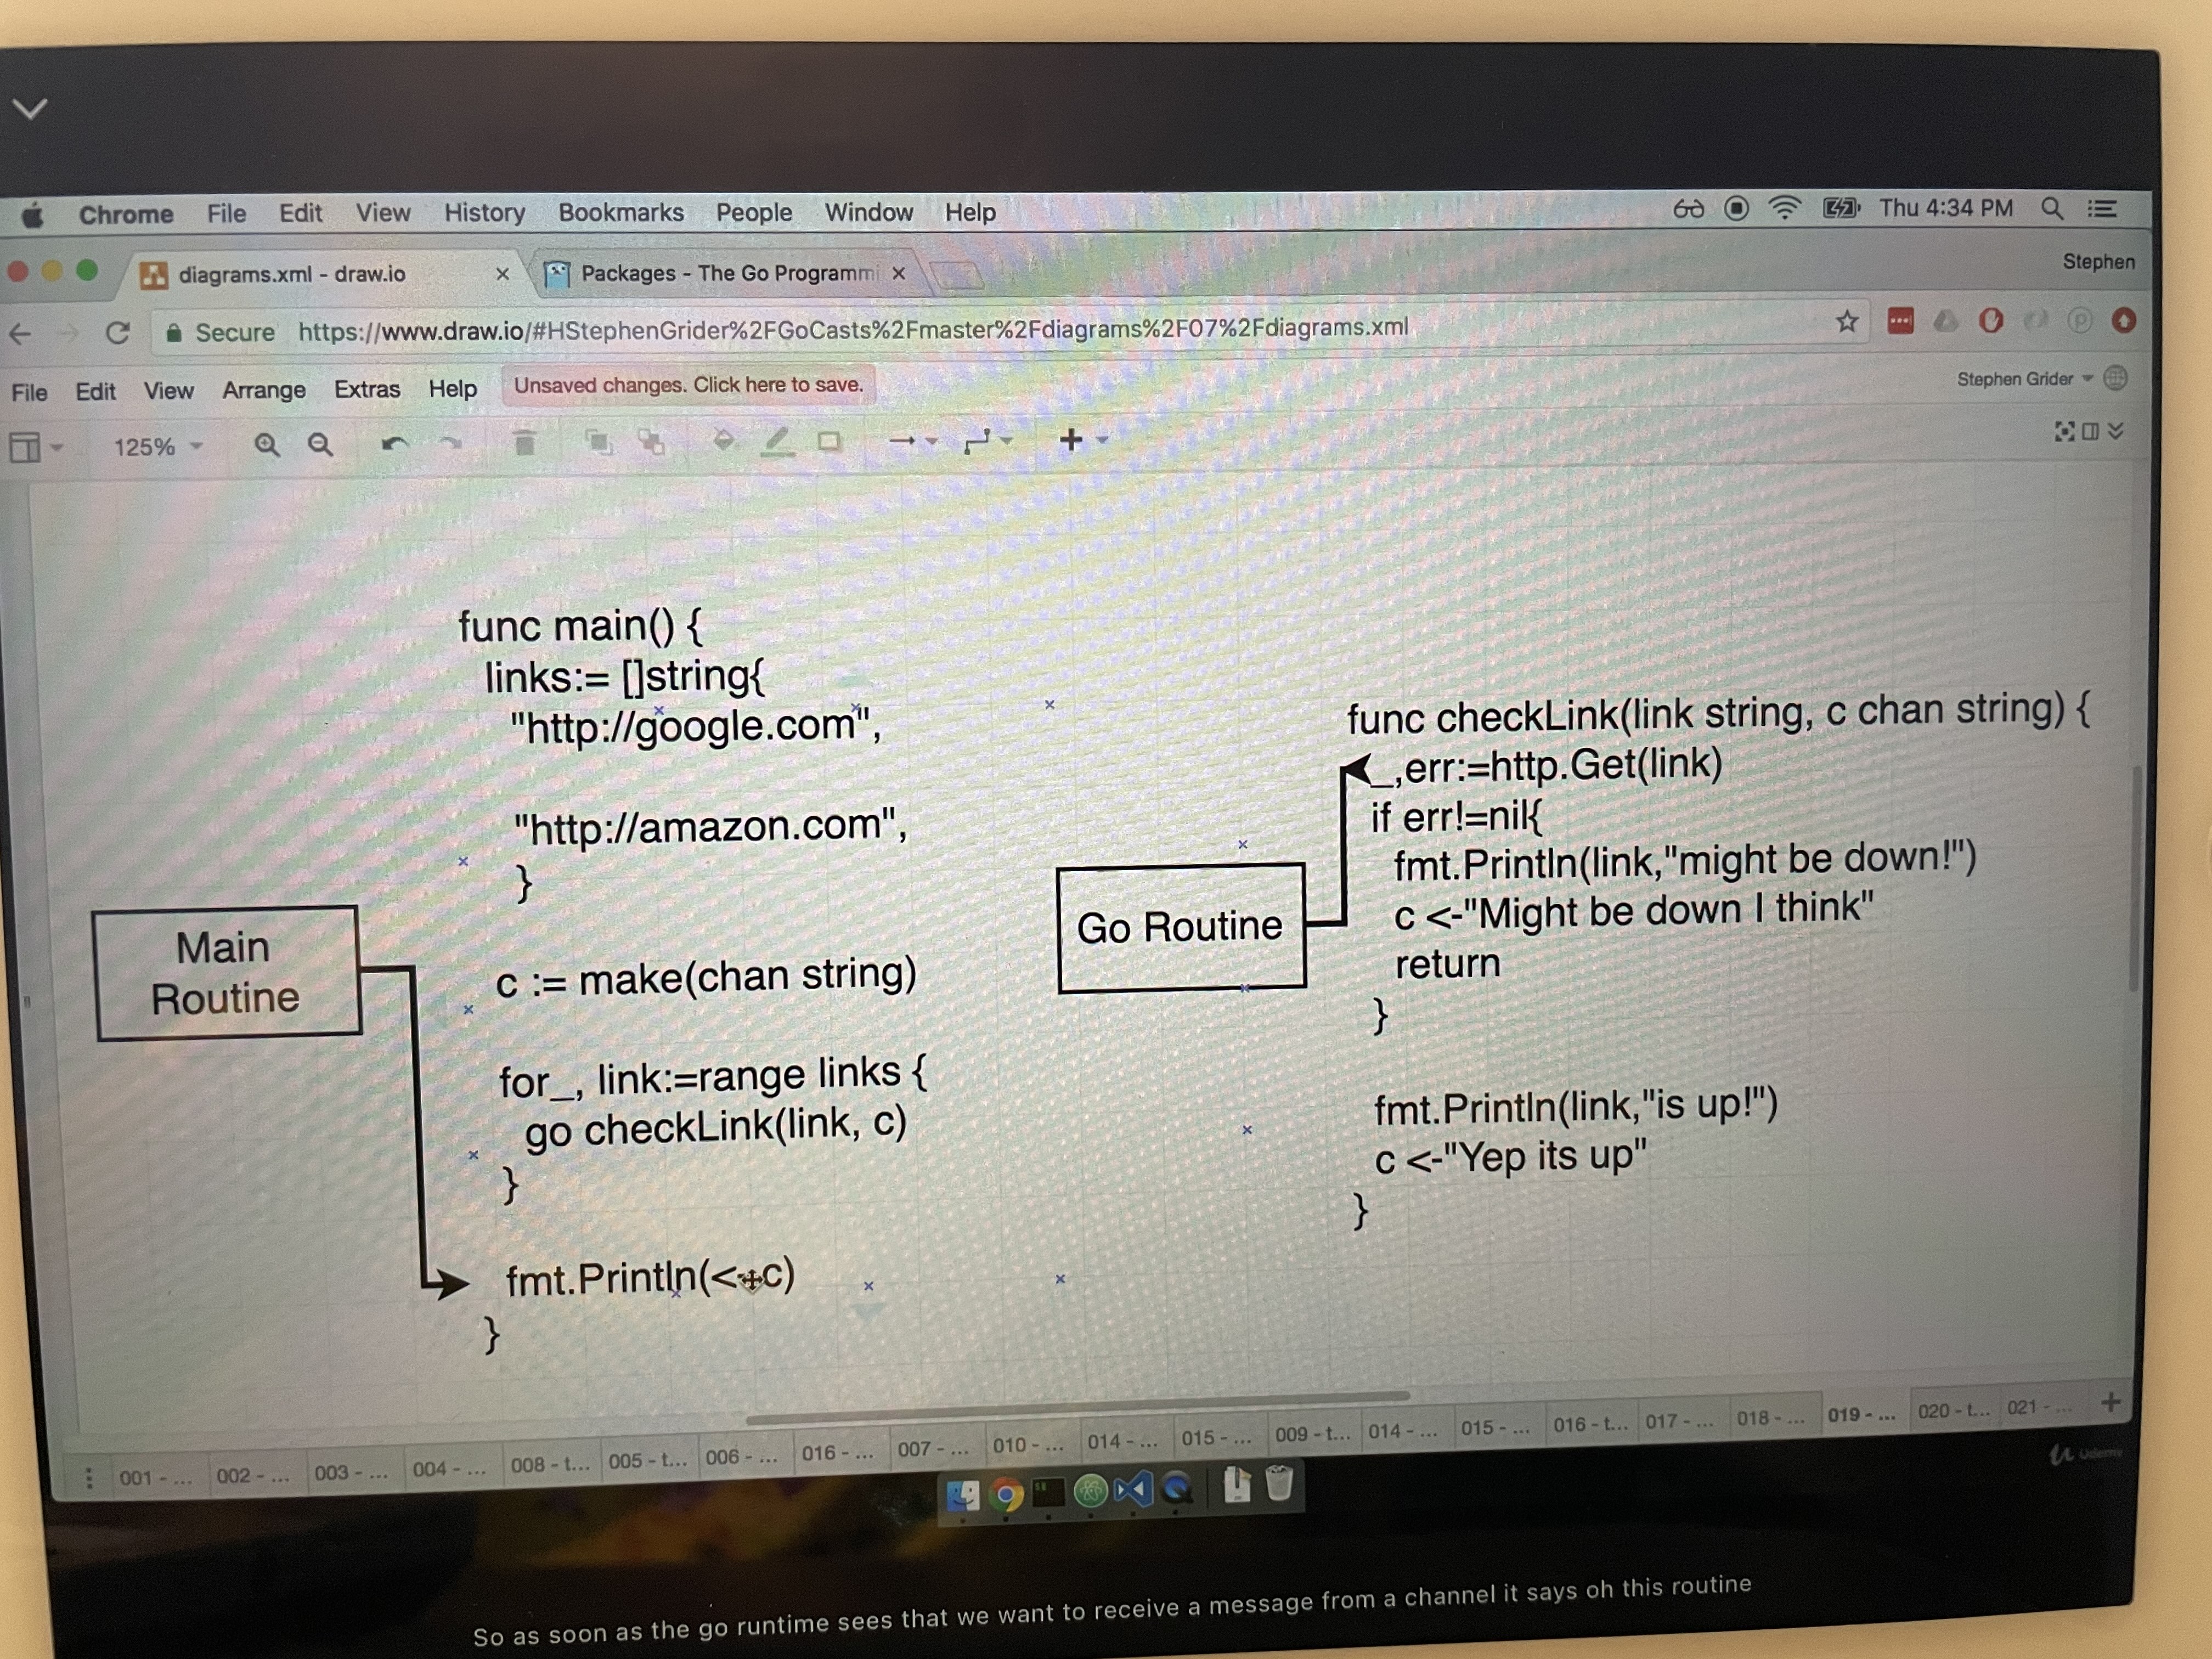 Chrome File Edit View History Bookmarks People Window Help Thu 4:34 PM
diagrams.xml - draw.io Packages - The Go Programmi Stephen
Secure https://www.draw.io/#HStephenGrider%2FGoCasts%2Fmaster%2Fdiagrams%2F07%2Fdiagrams.xml
File Edit View Arrange Extras Help Unsaved changes. Click here to save. Stephen Grider
125%
func main() {
links:= []string{
"http://google.com",
"http://amazon.com",
}
c := make(chan string)
for_, link:=range links {
go checkLink(link, c)
}
fmt.Println(<-c)
}
Main
Routine
Go Routine
func checkLink(link string, c chan string) {
_,err:=http.Get(link)
if err!=nil{
fmt.Println(link,"might be down!")
c <-"Might be down I think"
return
}
fmt.Println(link,"is up!")
c <-"Yep its up"
}
001 - ... 002 - ... 003 - ... 004 - ... 008 - t... 005 - t... 006 - ... 016 - ... 007 - ... 010 - ... 014 - ... 015 - ... 009 - t... 014 - ... 015 - ... 016 - t... 017 - ... 018 - ... 019 - ... 020 - t... 021 - ...
Udemy
So as soon as the go runtime sees that we want to receive a message from a channel it says oh this routine